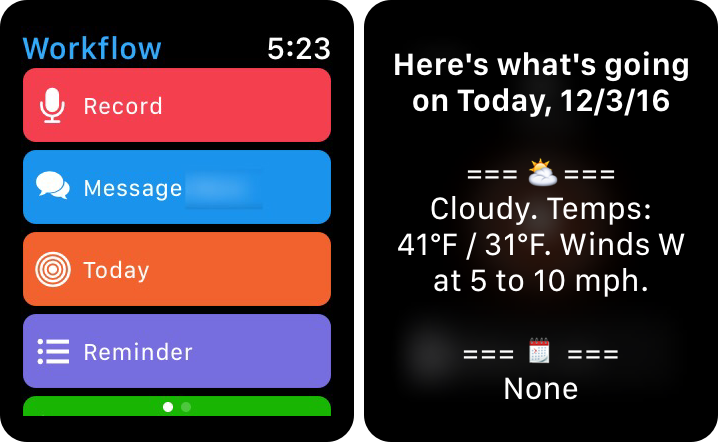 Workflow 5:23
Record
Message
Today
Reminder
Here's what's going
on Today, 12/3/16
=== ⛅ ===
Cloudy. Temps:
41°F / 31°F. Winds W
at 5 to 10 mph.
=== 🗓 ===
None